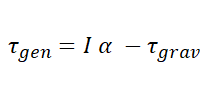 τ_gen = I α − τ_grav